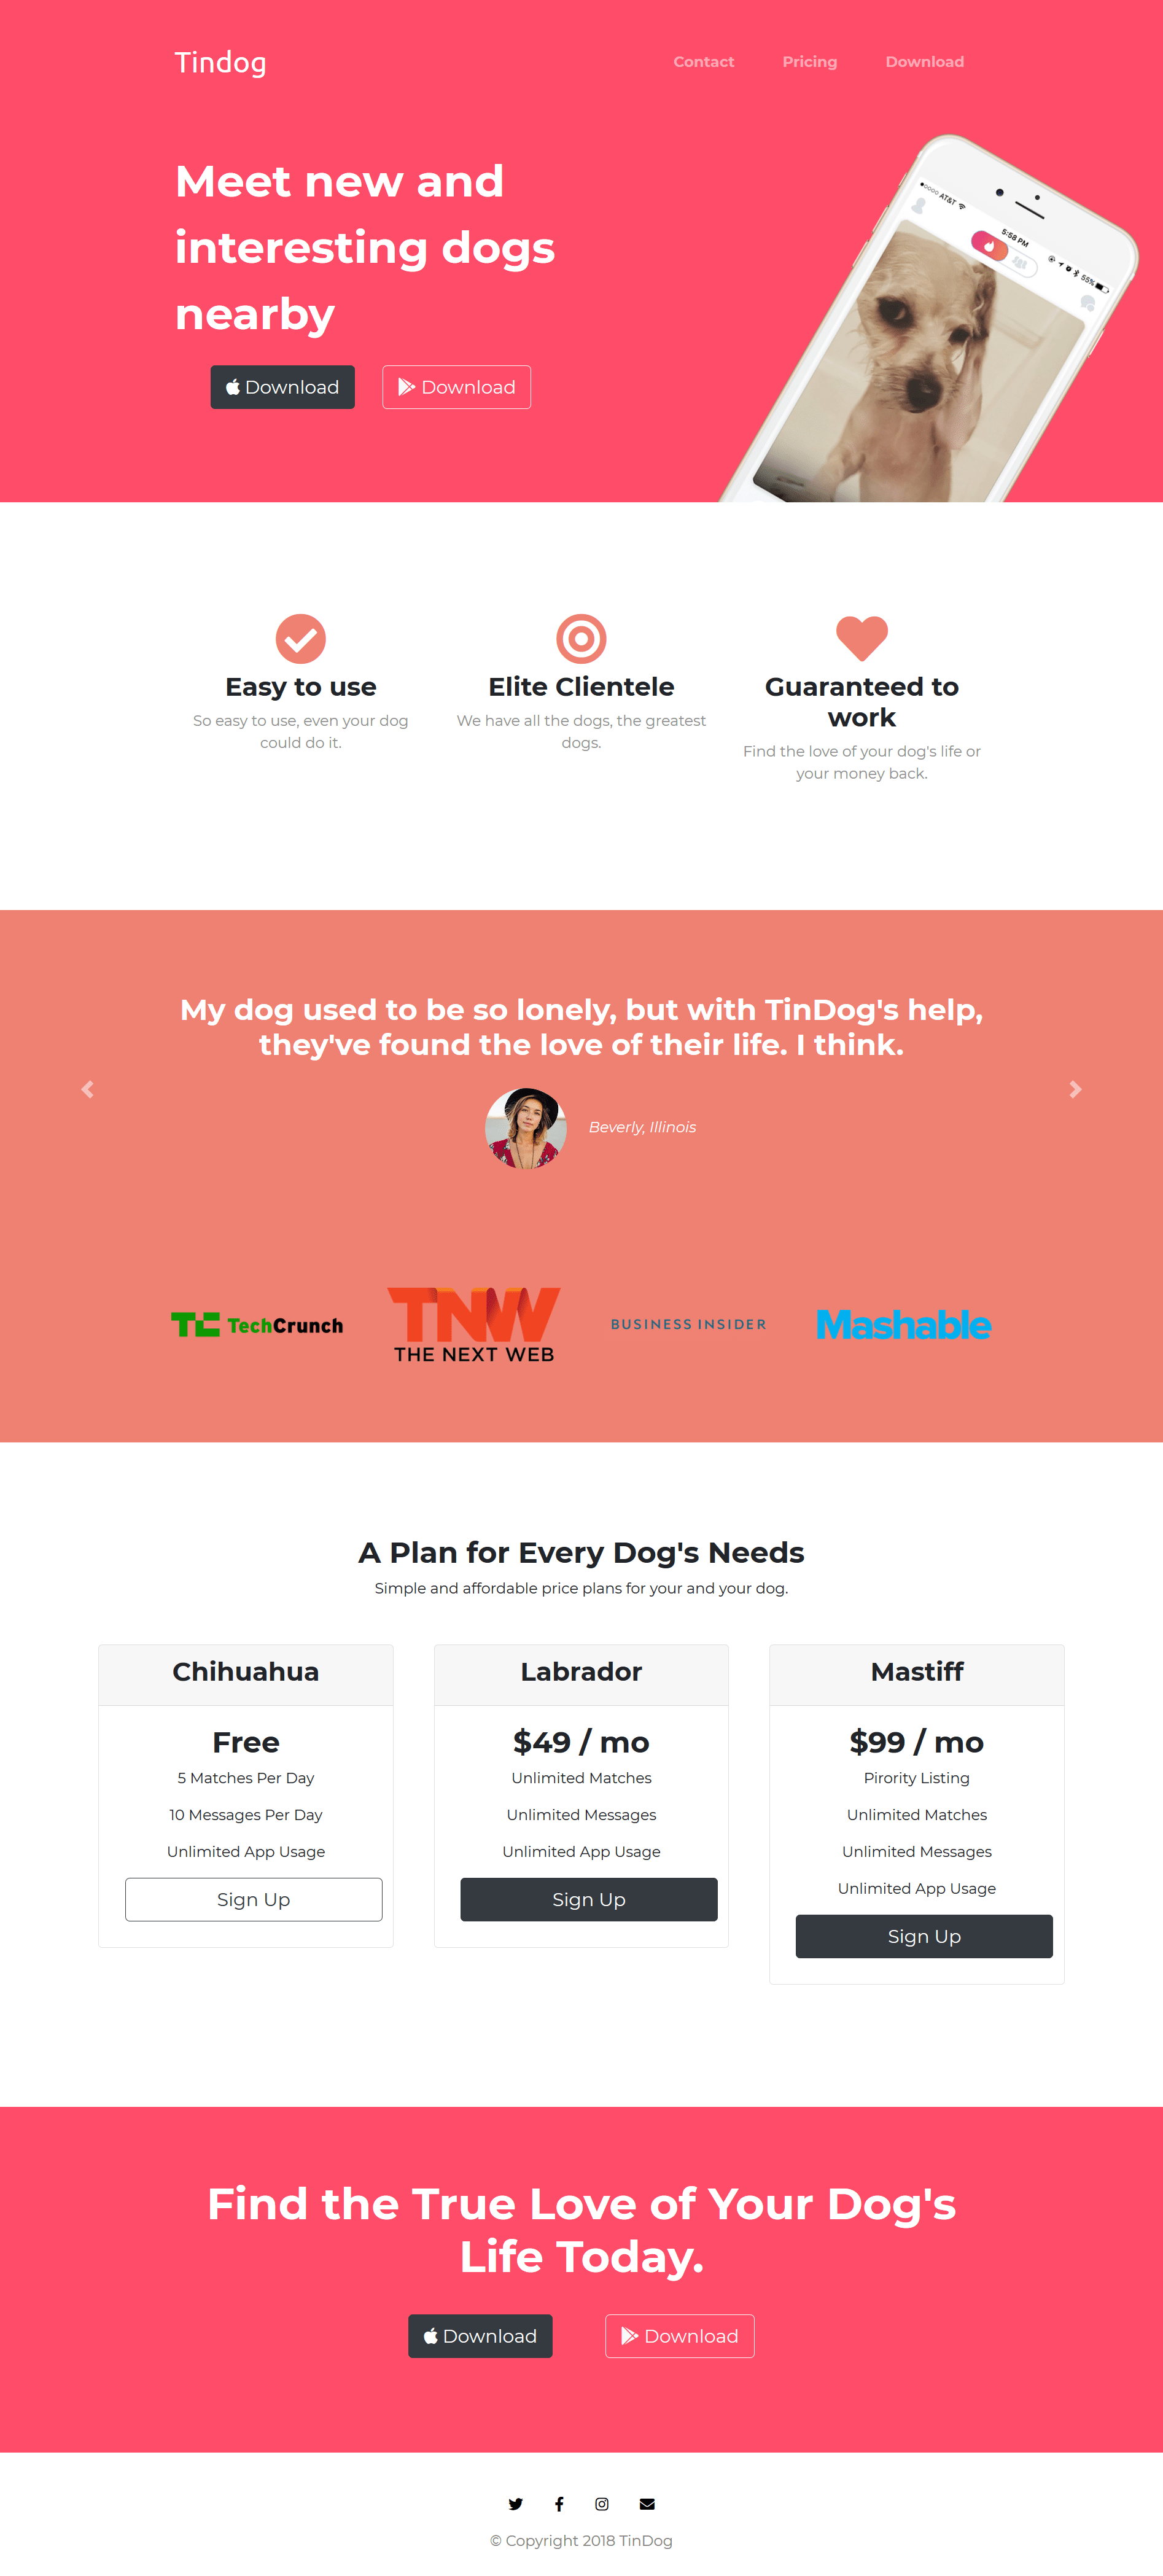 Tindog
Contact Pricing Download
Meet new and
interesting dogs
nearby
Download Download
AT&T
5:58 PM
55%
Easy to use
So easy to use, even your dog
could do it.
Elite Clientele
We have all the dogs, the greatest
dogs.
Guaranteed to
work
Find the love of your dog's life or
your money back.
My dog used to be so lonely, but with TinDog's help,
they've found the love of their life. I think.
Beverly, Illinois
TC TechCrunch
TNW
THE NEXT WEB
BUSINESS INSIDER
Mashable
A Plan for Every Dog's Needs
Simple and affordable price plans for your and your dog.
Chihuahua
Free
5 Matches Per Day
10 Messages Per Day
Unlimited App Usage
Sign Up
Labrador
$49 / mo
Unlimited Matches
Unlimited Messages
Unlimited App Usage
Sign Up
Mastiff
$99 / mo
Pirority Listing
Unlimited Matches
Unlimited Messages
Unlimited App Usage
Sign Up
Find the True Love of Your Dog's
Life Today.
Download Download
© Copyright 2018 TinDog